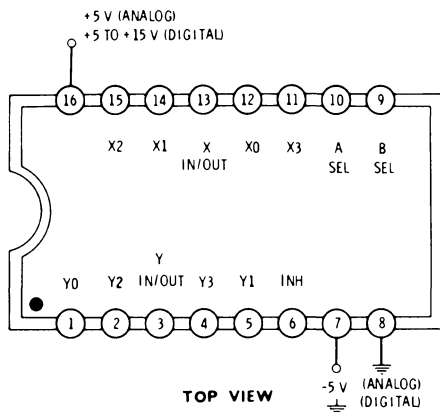 +5 V (ANALOG)
+5 TO +15 V (DIGITAL)
16 15 14 13 12 11 10 9
X2 X1 X X0 X3 A B
IN/OUT SEL SEL
Y
Y0 Y2 IN/OUT Y3 Y1 INH
1 2 3 4 5 6 7 8
-5 V (ANALOG)
(DIGITAL)
TOP VIEW